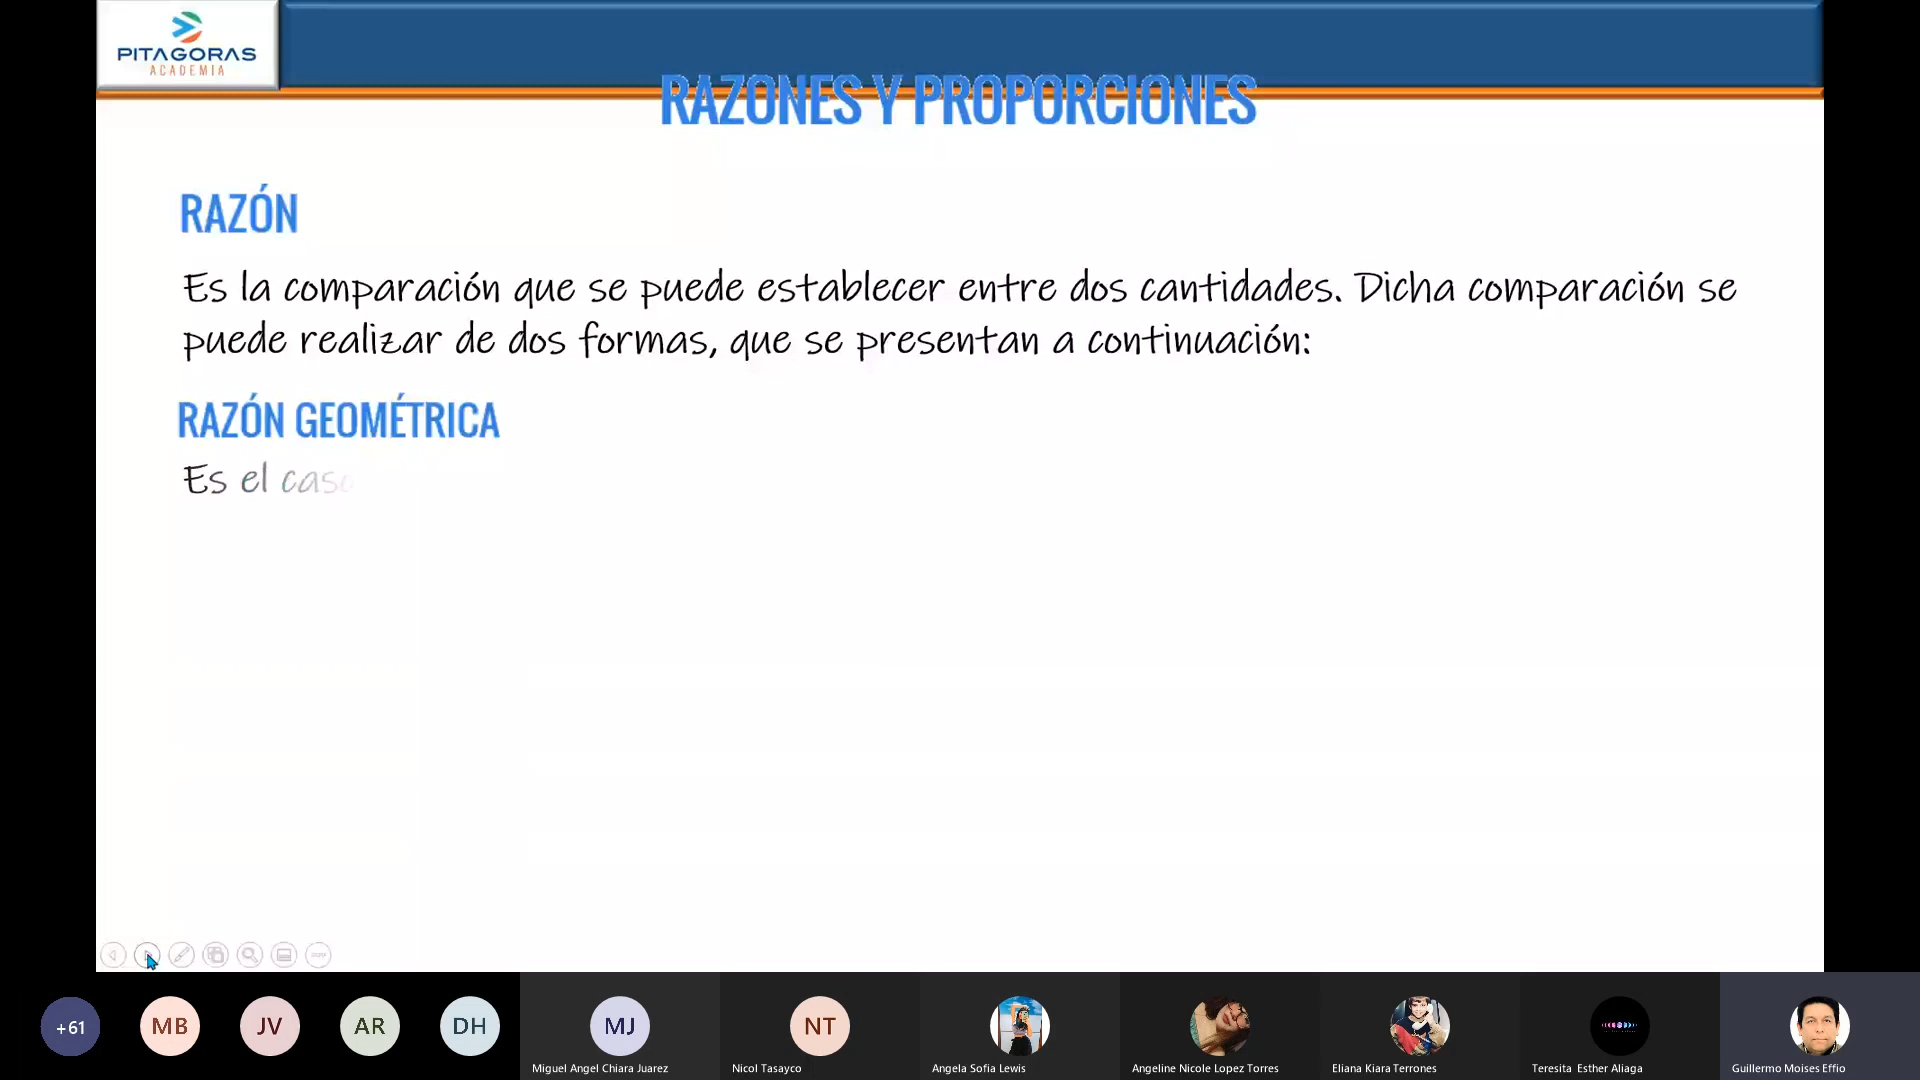 PITAGORAS
ACADEMIA
RAZONES Y PROPORCIONES
RAZÓN
Es la comparación que se puede establecer entre dos cantidades. Dicha comparación se
puede realizar de dos formas, que se presentan a continuación:
RAZÓN GEOMÉTRICA
Es el caso
+61
MB
JV
AR
DH
MJ
NT
Miguel Angel Chiara Juarez
Nicol Tasayco
Angela Sofia Lewis
Angeline Nicole Lopez Torres
Eliana Kiara Terrones
Teresita Esther Aliaga
Guillermo Moises Effio